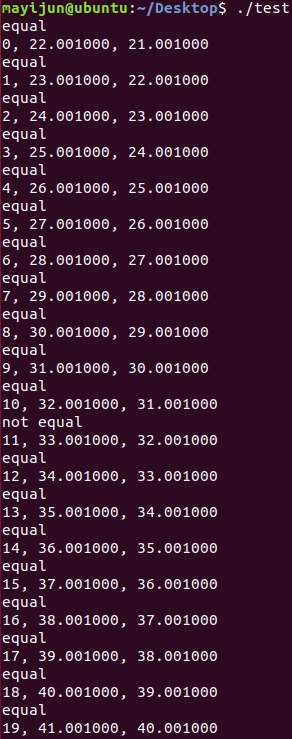 mayijun@ubuntu:~/Desktop$ ./test
equal
0, 22.001000, 21.001000
equal
1, 23.001000, 22.001000
equal
2, 24.001000, 23.001000
equal
3, 25.001000, 24.001000
equal
4, 26.001000, 25.001000
equal
5, 27.001000, 26.001000
equal
6, 28.001000, 27.001000
equal
7, 29.001000, 28.001000
equal
8, 30.001000, 29.001000
equal
9, 31.001000, 30.001000
equal
10, 32.001000, 31.001000
not equal
11, 33.001000, 32.001000
equal
12, 34.001000, 33.001000
equal
13, 35.001000, 34.001000
equal
14, 36.001000, 35.001000
equal
15, 37.001000, 36.001000
equal
16, 38.001000, 37.001000
equal
17, 39.001000, 38.001000
equal
18, 40.001000, 39.001000
equal
19, 41.001000, 40.001000